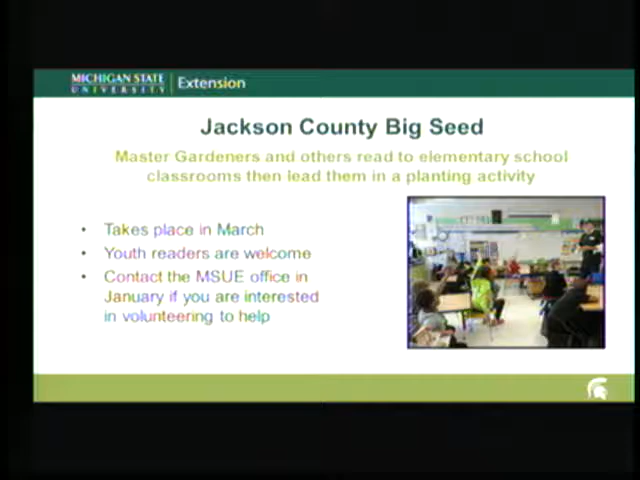 MICHIGAN STATE
UNIVERSITY
Extension
Jackson County Big Seed
Master Gardeners and others read to elementary school
classrooms then lead them in a planting activity
• Takes place in March
• Youth readers are welcome
• Contact the MSUE office in
January if you are interested
in volunteering to help